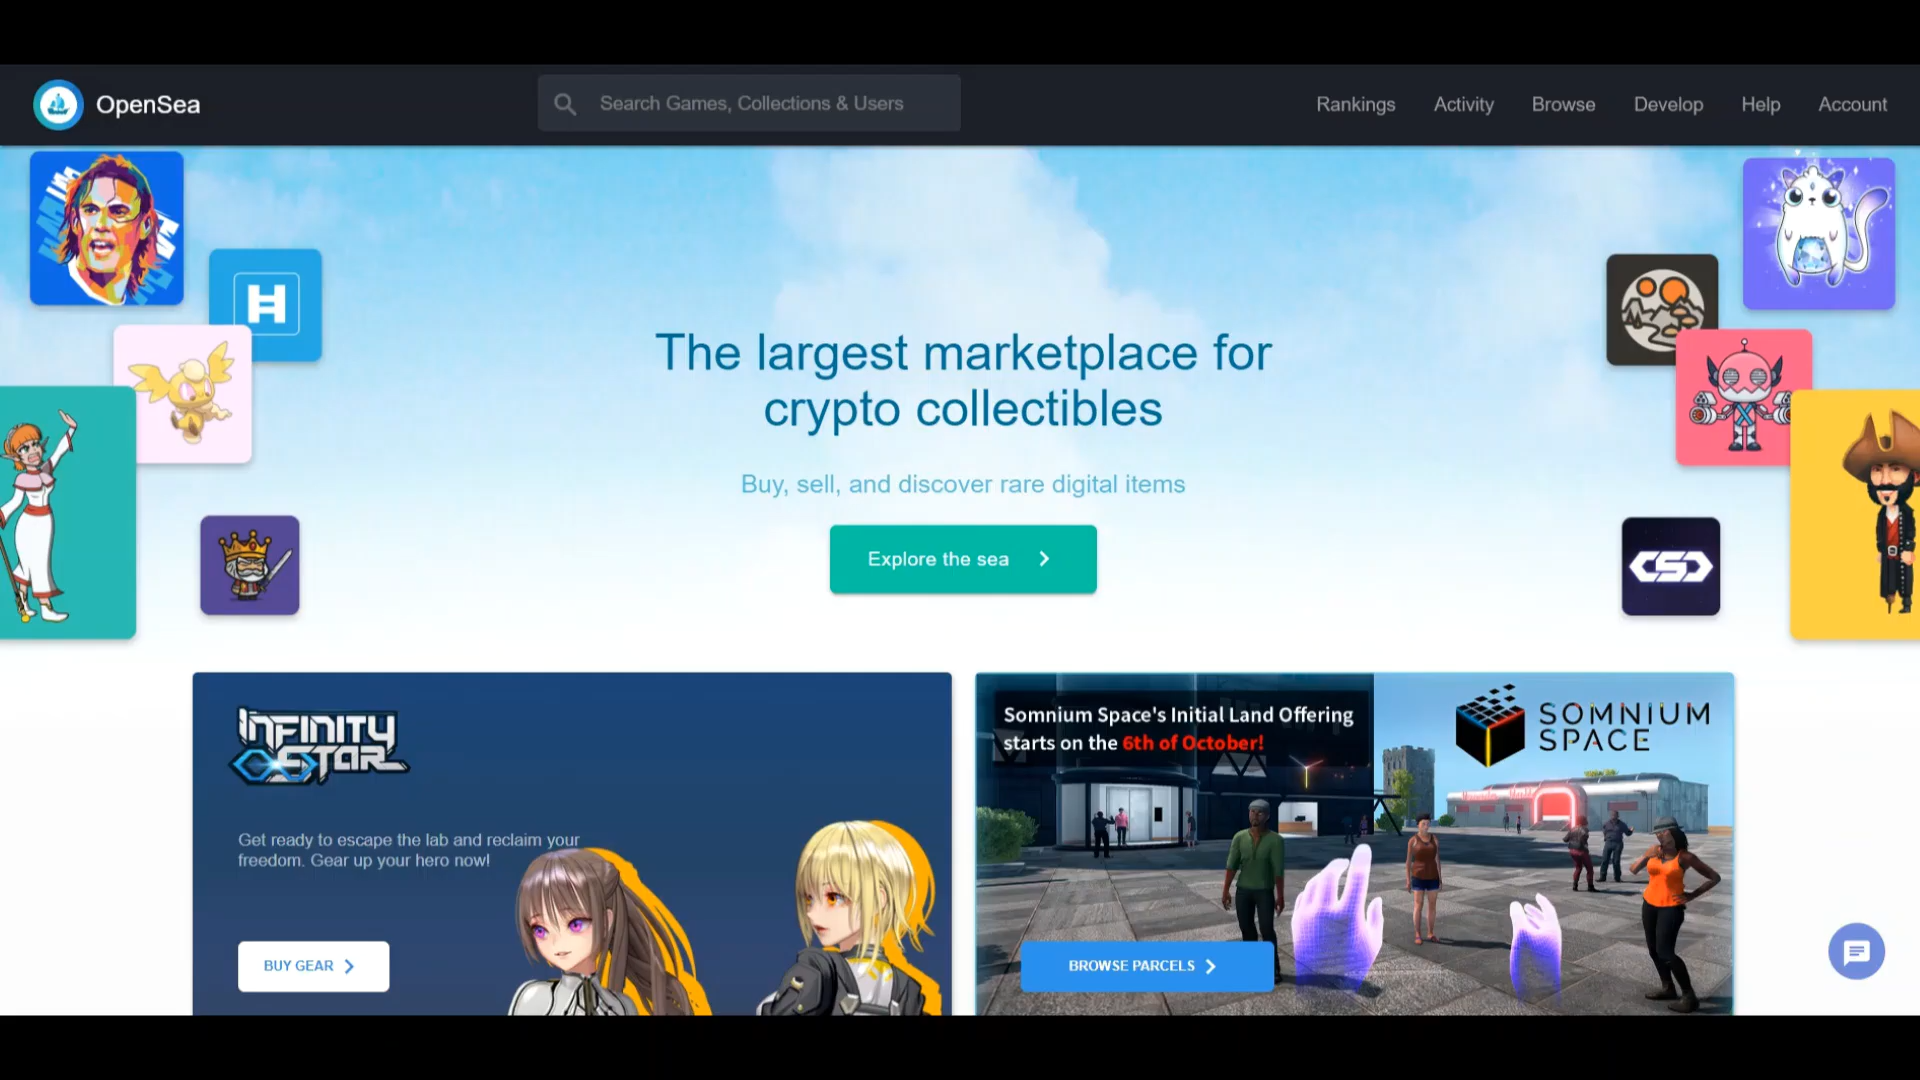 OpenSea
Search Games, Collections & Users
Rankings
Activity
Browse
Develop
Help
Account
H
The largest marketplace for
crypto collectibles
Buy, sell, and discover rare digital items
Explore the sea
CSC
INFINITY
STAR
Get ready to escape the lab and reclaim your
freedom. Gear up your hero now!
BUY GEAR
Somnium Space's Initial Land Offering
starts on the 6th of October!
SOMNIUM
SPACE
BROWSE PARCELS